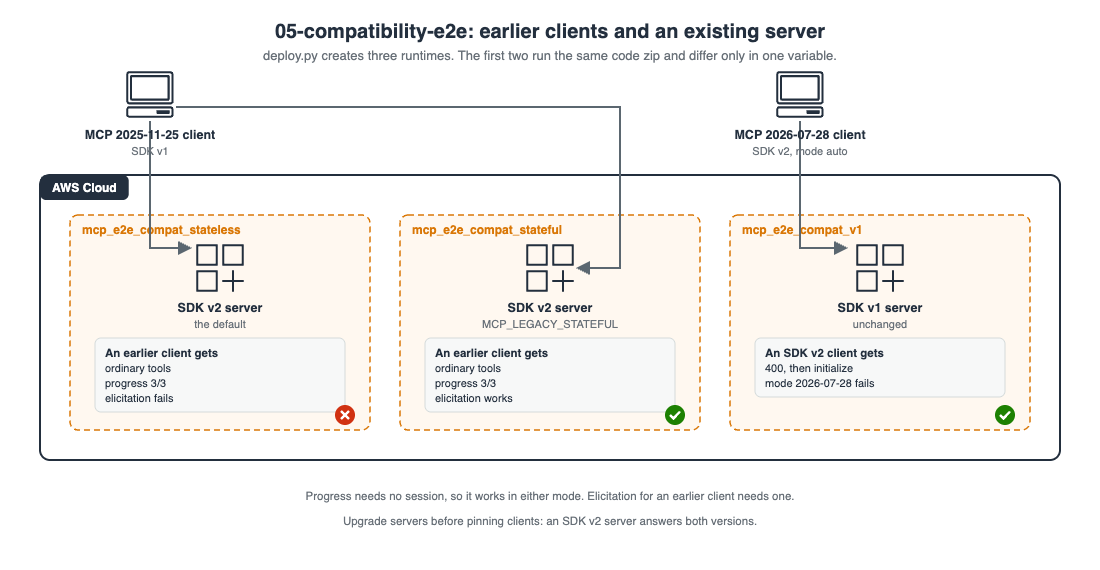 05-compatibility-e2e: earlier clients and an existing server
deploy.py creates three runtimes. The first two run the same code zip and differ only in one variable.
MCP 2025-11-25 client
SDK v1
MCP 2026-07-28 client
SDK v2, mode auto
AWS Cloud
mcp_e2e_compat_stateless
SDK v2 server
the default
An earlier client gets
ordinary tools
progress 3/3
elicitation fails
mcp_e2e_compat_stateful
SDK v2 server
MCP_LEGACY_STATEFUL
An earlier client gets
ordinary tools
progress 3/3
elicitation works
mcp_e2e_compat_v1
SDK v1 server
unchanged
An SDK v2 client gets
400, then initialize
mode 2026-07-28 fails
Progress needs no session, so it works in either mode. Elicitation for an earlier client needs one.
Upgrade servers before pinning clients: an SDK v2 server answers both versions.